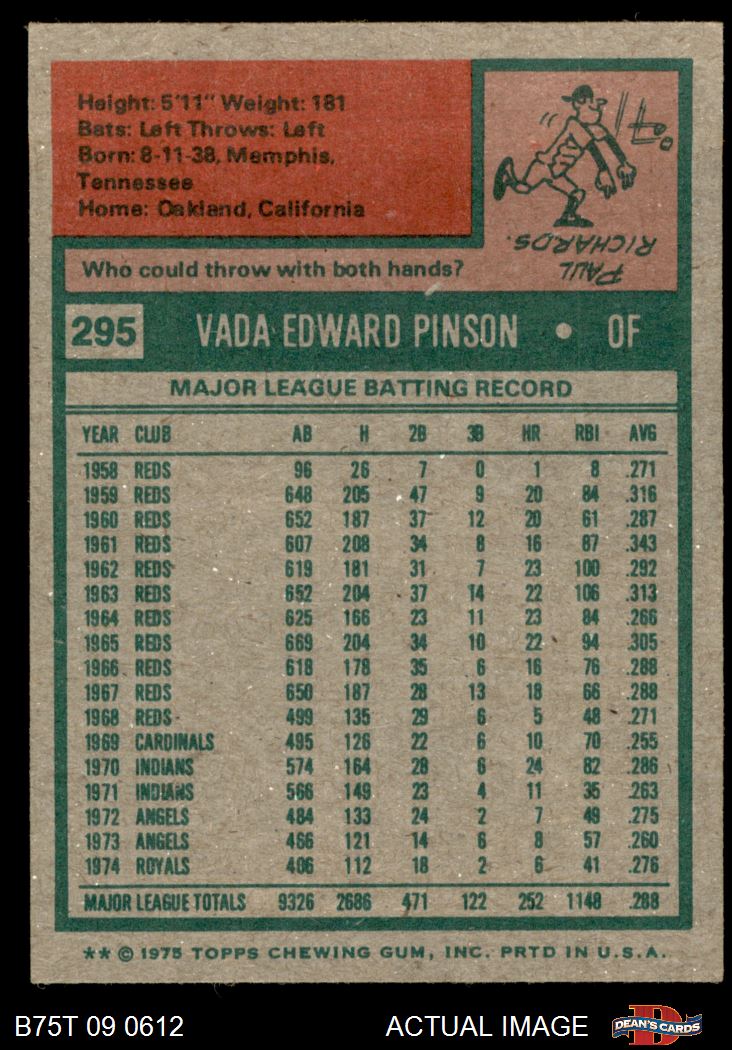 Height: 5'11" Weight: 181
Bats: Left Throws: Left
Born: 8-11-38, Memphis,
Tennessee
Home: Oakland, California
Who could throw with both hands?
PAUL
RICHARDS.
295 VADA EDWARD PINSON • OF
MAJOR LEAGUE BATTING RECORD
YEAR CLUB AB H 2B 3B HR RBI AVG
1958 REDS 96 26 7 0 1 8 .271
1959 REDS 648 205 47 9 20 84 .316
1960 REDS 652 187 37 12 20 61 .287
1961 REDS 607 208 34 8 16 87 .343
1962 REDS 619 181 31 7 23 100 .292
1963 REDS 652 204 37 14 22 106 .313
1964 REDS 625 166 23 11 23 84 .266
1965 REDS 669 204 34 10 22 94 .305
1966 REDS 618 178 35 6 16 76 .288
1967 REDS 650 187 28 13 18 66 .288
1968 REDS 499 135 29 6 5 48 .271
1969 CARDINALS 495 126 22 6 10 70 .255
1970 INDIANS 574 164 28 6 24 82 .286
1971 INDIANS 566 149 23 4 11 35 .263
1972 ANGELS 484 133 24 2 7 49 .275
1973 ANGELS 466 121 14 6 8 57 .260
1974 ROYALS 406 112 18 2 6 41 .276
MAJOR LEAGUE TOTALS 9326 2686 471 122 252 1148 .288
** © 1975 TOPPS CHEWING GUM, INC. PRTD IN U.S.A.
B75T 09 0612 ACTUAL IMAGE DEAN'S CARDS